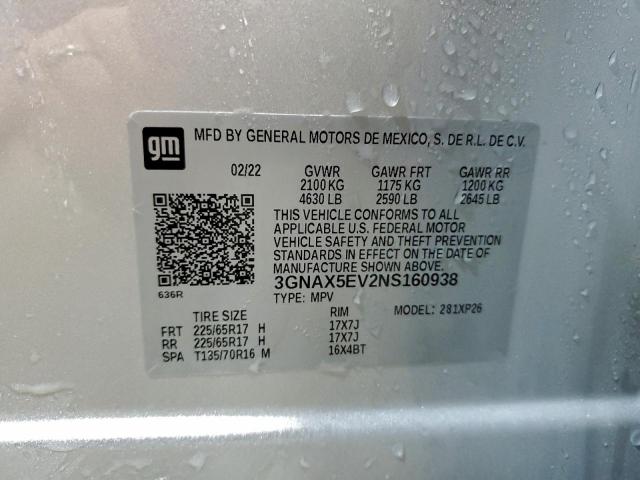 gm
MFD BY GENERAL MOTORS DE MEXICO, S. DE R.L. DE C.V.
02/22 GVWR GAWR FRT GAWR RR
2100 KG 1175 KG 1200 KG
4630 LB 2590 LB 2645 LB
THIS VEHICLE CONFORMS TO ALL
APPLICABLE U.S. FEDERAL MOTOR
VEHICLE SAFETY AND THEFT PREVENTION
STANDARDS IN EFFECT ON THE DATE OF
MANUFACTURE SHOWN ABOVE.
3GNAX5EV2NS160938
636R
TYPE: MPV MODEL: 281XP26
TIRE SIZE RIM
FRT 225/65R17 H 17X7J
RR 225/65R17 H 17X7J
SPA T135/70R16 M 16X4BT